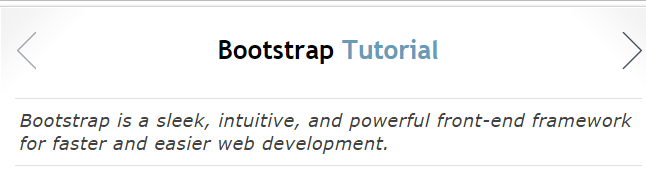 Bootstrap Tutorial
Bootstrap is a sleek, intuitive, and powerful front-end framework
for faster and easier web development.